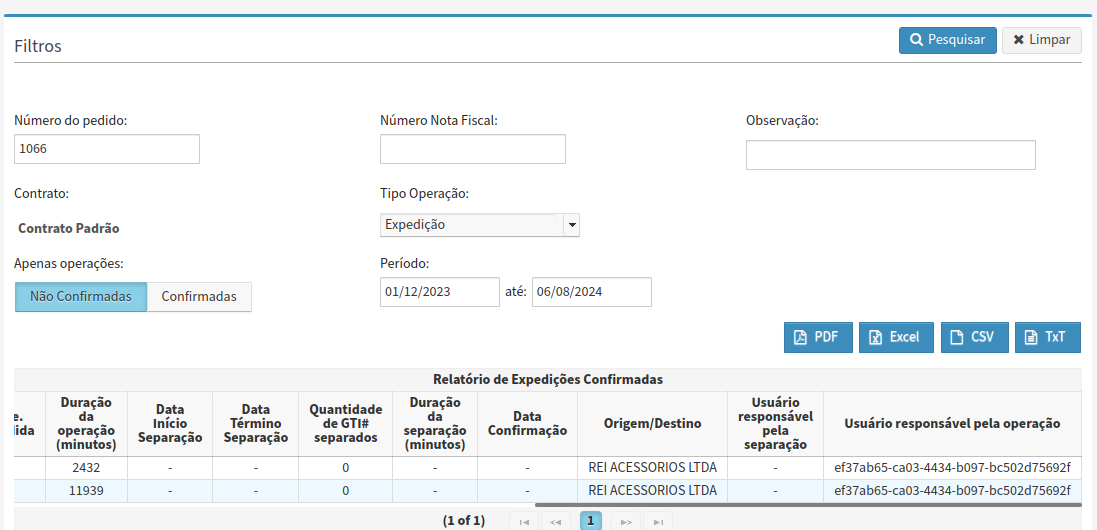 Filtros
Pesquisar
Limpar
Número do pedido:
Número Nota Fiscal:
Observação:
1066
Contrato:
Tipo Operação:
Contrato Padrão
Expedição
Apenas operações:
Período:
Não Confirmadas
Confirmadas
01/12/2023
até:
06/08/2024
PDF
Excel
CSV
TxT
Relatório de Expedições Confirmadas
Duração da operação (minutos)
Data Início Separação
Data Término Separação
Quantidade de GTI# separados
Duração da separação (minutos)
Data Confirmação
Origem/Destino
Usuário responsável pela separação
Usuário responsável pela operação
2432 - - 0 - - REI ACESSORIOS LTDA - ef37ab65-ca03-4434-b097-bc502d75692f
11939 - - 0 - - REI ACESSORIOS LTDA - ef37ab65-ca03-4434-b097-bc502d75692f
(1 of 1)
1